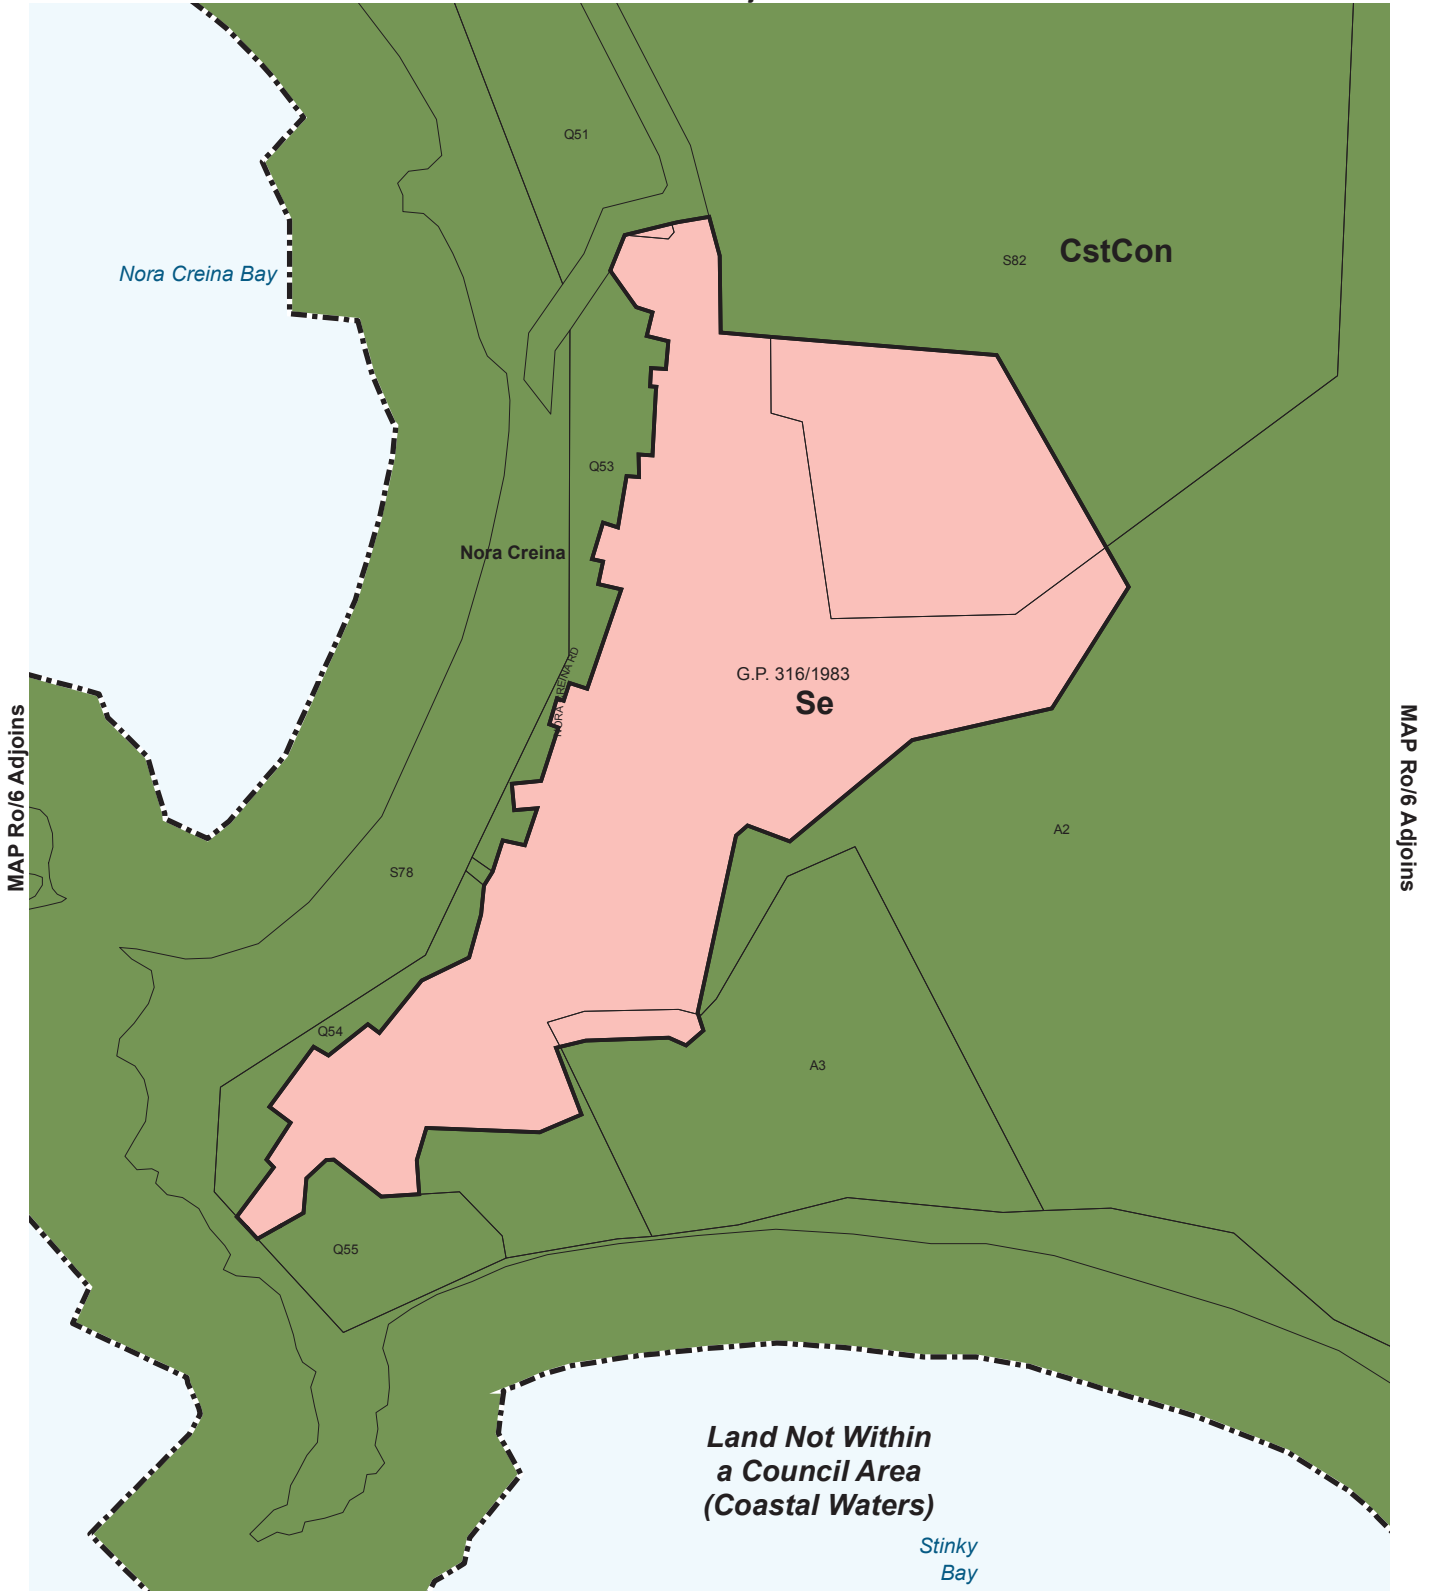 Q51
Nora Creina Bay
S82
CstCon
Q53
Nora Creina
G.P. 316/1983
Se
MAP Ro/6 Adjoins
MAP Ro/6 Adjoins
A2
S78
Q54
A3
Q55
Land Not Within
a Council Area
(Coastal Waters)
Stinky
Bay